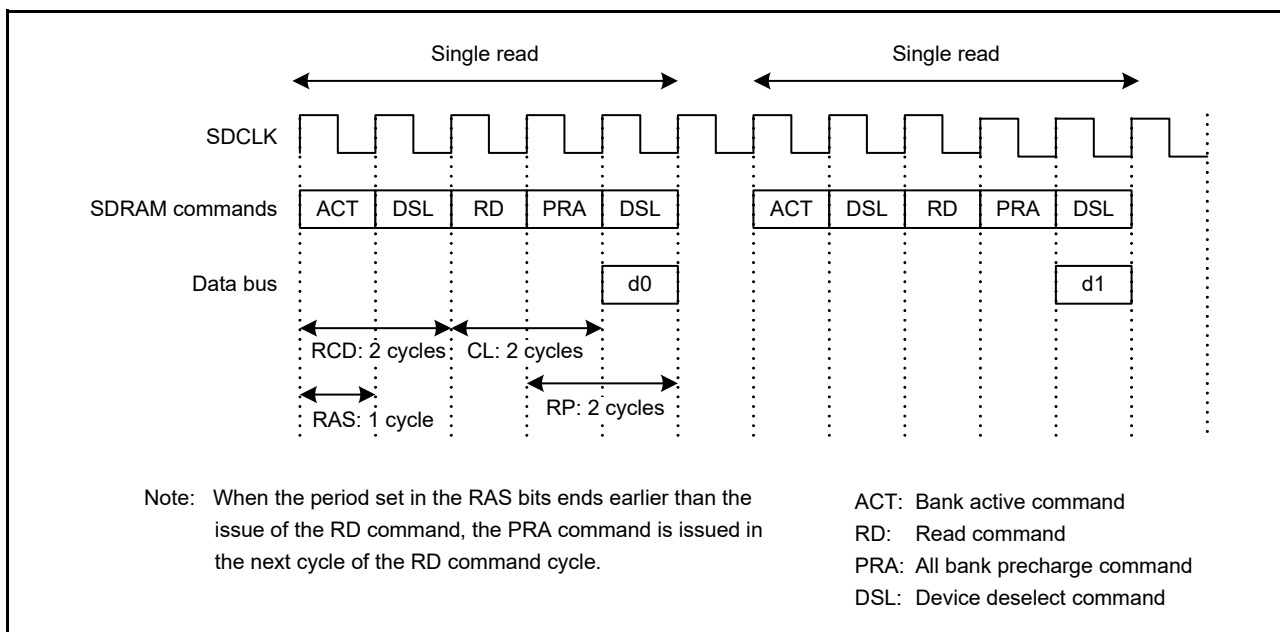 Single read Single read
SDCLK
SDRAM commands ACT DSL RD PRA DSL ACT DSL RD PRA DSL
Data bus d0 d1
RCD: 2 cycles CL: 2 cycles
RP: 2 cycles
RAS: 1 cycle
Note: When the period set in the RAS bits ends earlier than the
issue of the RD command, the PRA command is issued in
the next cycle of the RD command cycle.
ACT: Bank active command
RD: Read command
PRA: All bank precharge command
DSL: Device deselect command